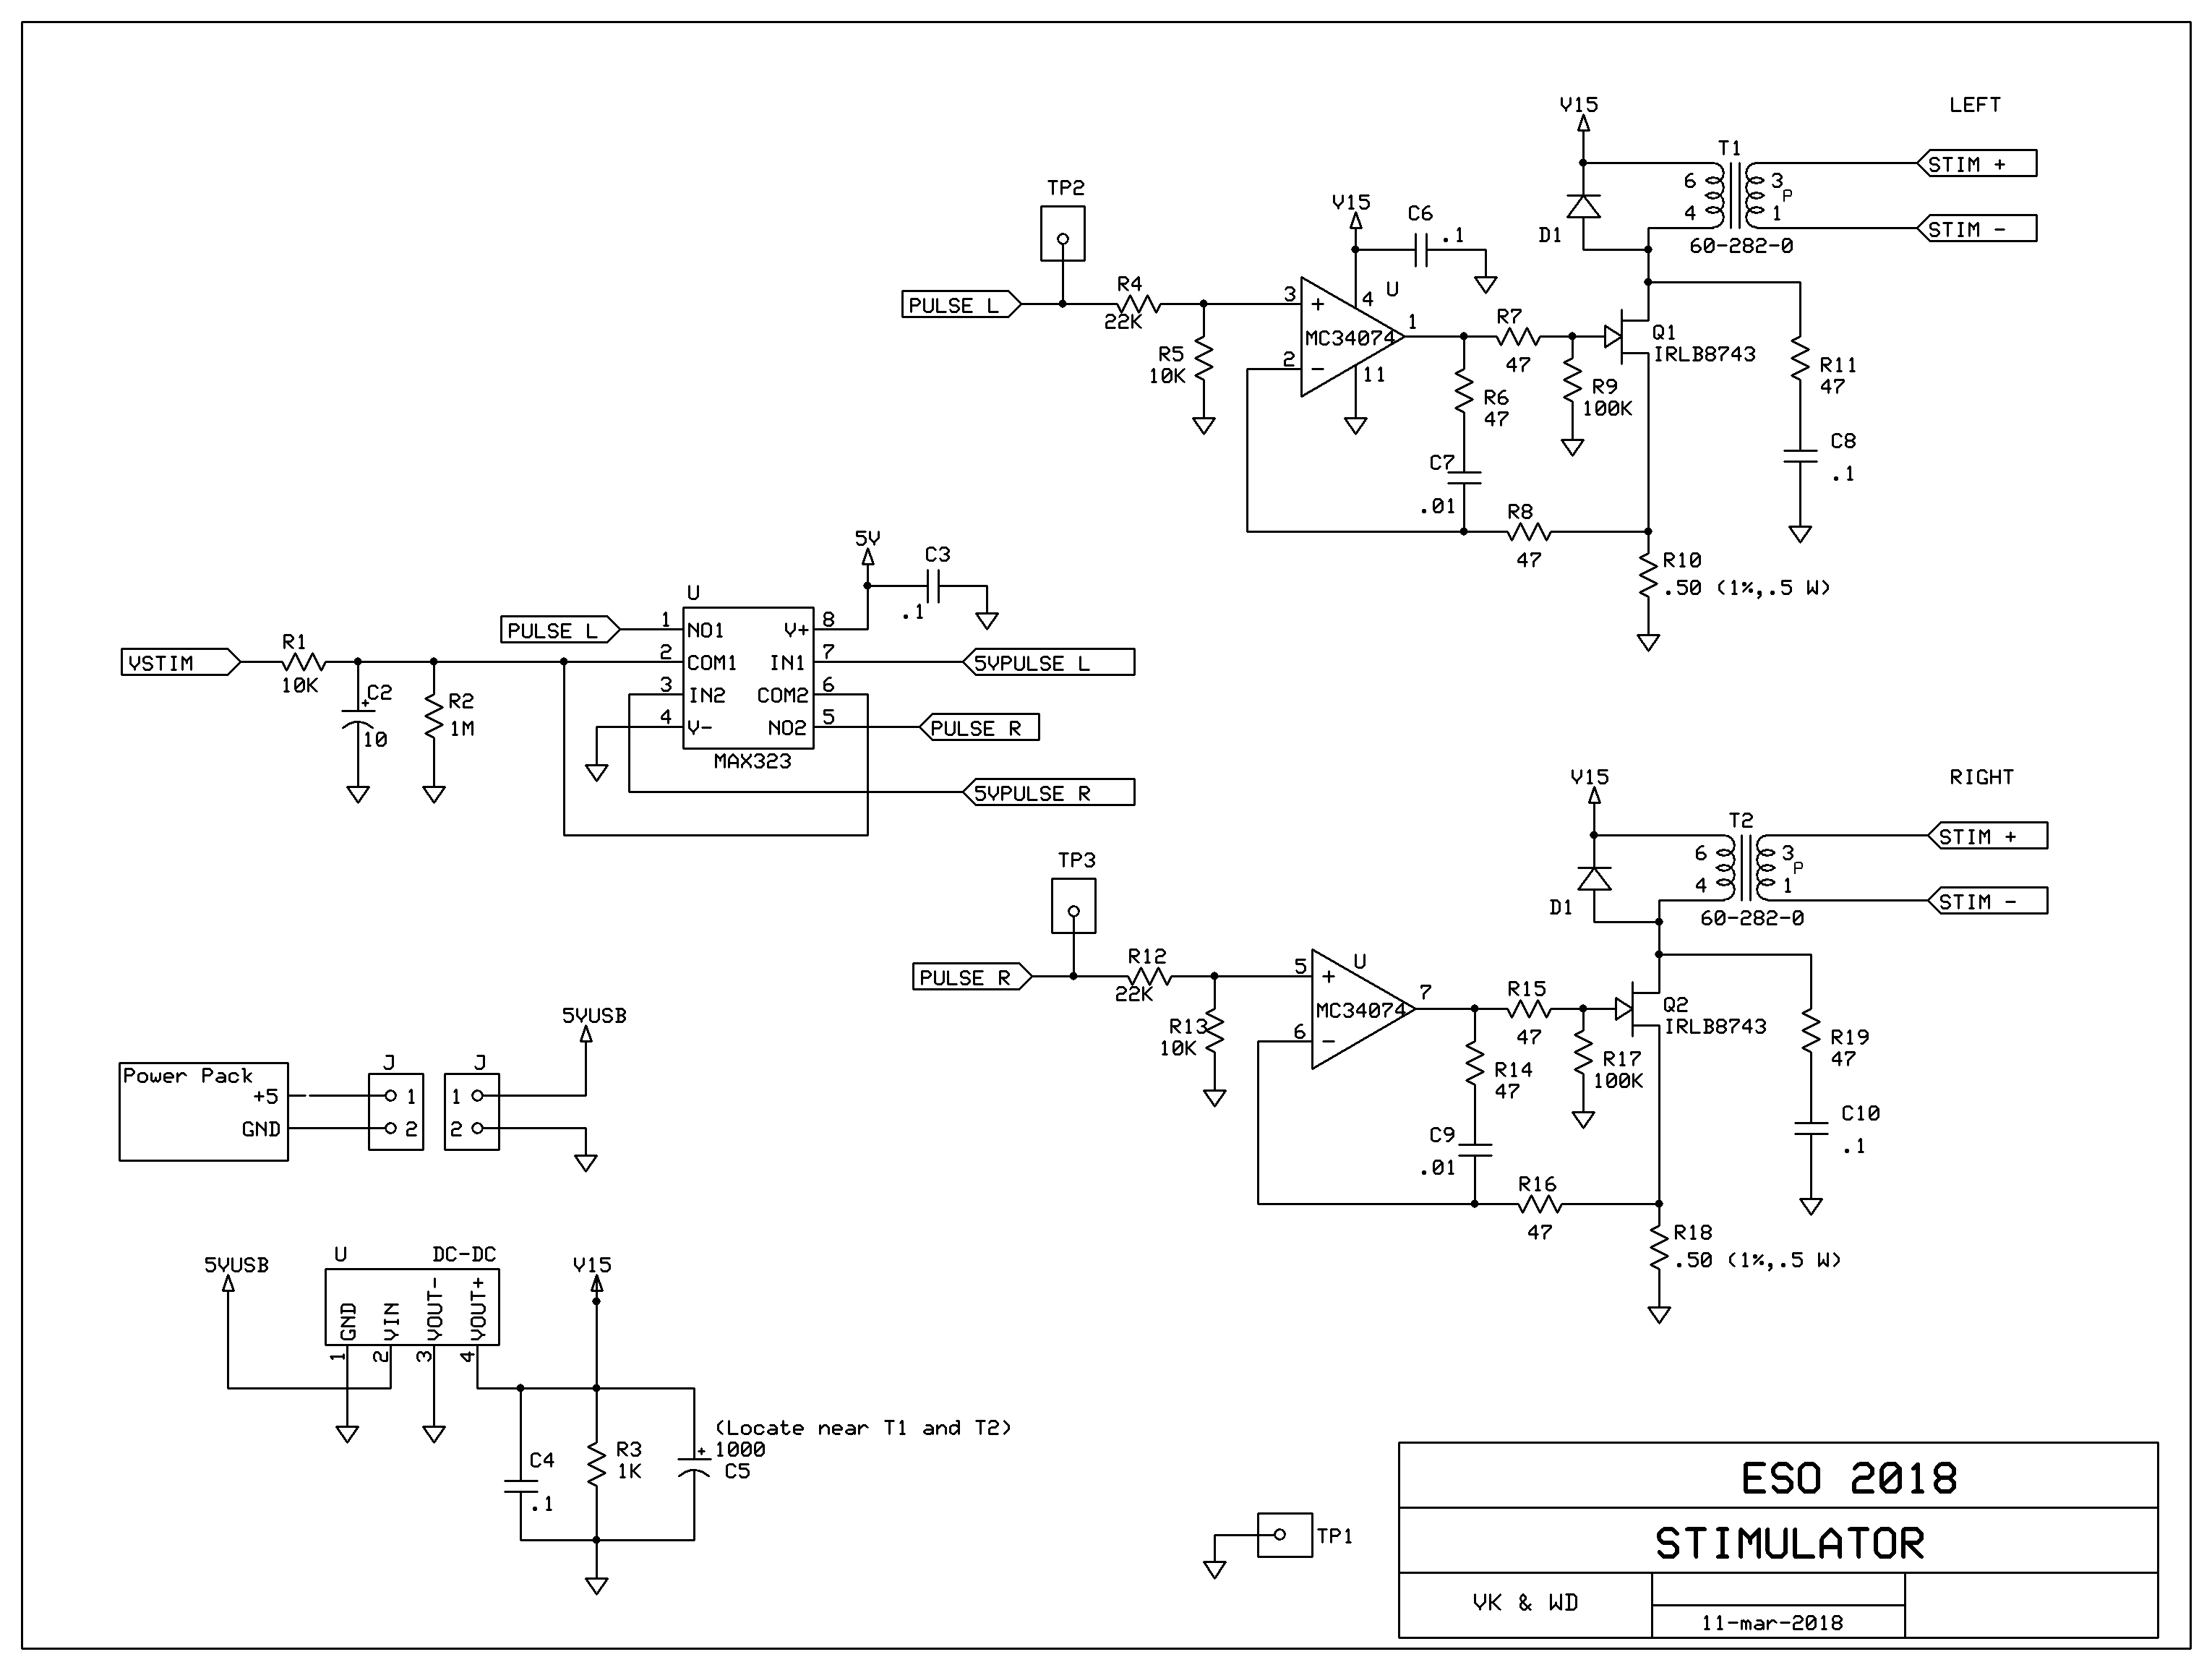 V15
LEFT
T1
STIM +
6
3
P
4
1
STIM -
D1
60-282-0
TP2
V15
C6
.1
PULSE L
R4
22K
3
+
4
U
MC34074
1
R7
47
Q1
IRLB8743
R5
10K
2
-
11
R6
47
R9
100K
R11
47
C7
.01
C8
.1
R8
47
R10
.50 (1%,.5 W)
5V
C3
.1
U
PULSE L
1
NO1
V+
8
VSTIM
R1
10K
2
COM1
IN1
7
5VPULSE L
C2
+
10
R2
1M
3
IN2
COM2
6
4
V-
NO2
5
PULSE R
MAX323
5VPULSE R
V15
RIGHT
T2
STIM +
6
3
P
4
1
STIM -
D1
60-282-0
TP3
PULSE R
R12
22K
5
+
U
MC34074
7
R15
47
Q2
IRLB8743
R13
10K
6
-
R14
47
R17
100K
R19
47
C9
.01
C10
.1
R16
47
R18
.50 (1%,.5 W)
5VUSB
Power Pack
+5
GND
J
1
2
J
1
2
5VUSB
U
DC-DC
GND
VIN
VOUT-
VOUT+
1
2
3
4
V15
C4
.1
R3
1K
(Locate near T1 and T2)
+
1000
C5
TP1
ESO 2018
STIMULATOR
VK & WD
11-mar-2018